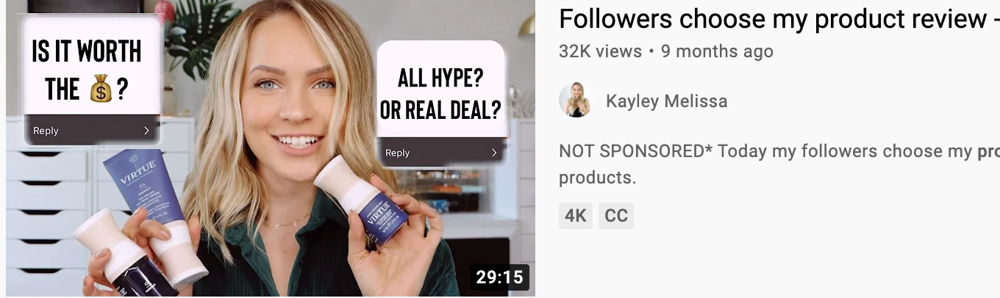 IS IT WORTH
THE 💰?
Reply
ALL HYPE?
OR REAL DEAL?
Reply
VIRTUE
VIRTUE
29:15
Followers choose my product review -
32K views • 9 months ago
Kayley Melissa
NOT SPONSORED* Today my followers choose my pro
products.
4K CC